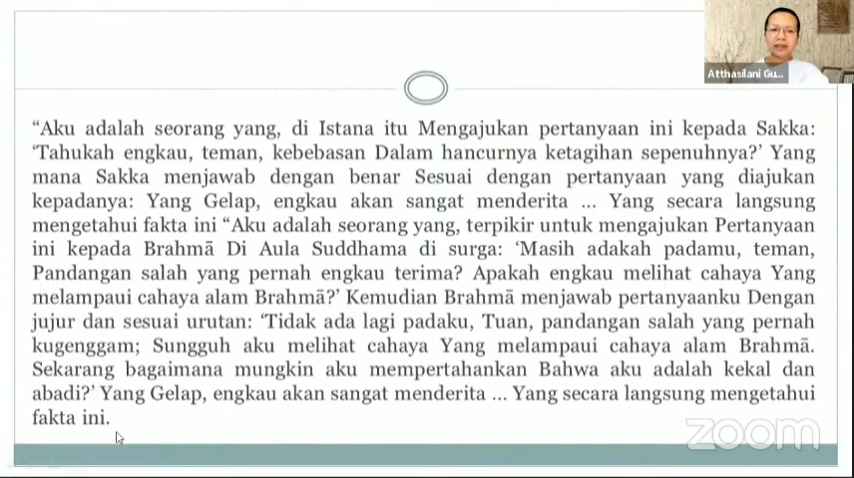 Atthasilani Gu...
“Aku adalah seorang yang, di Istana itu Mengajukan pertanyaan ini kepada Sakka:
‘Tahukah engkau, teman, kebebasan Dalam hancurnya ketagihan sepenuhnya?’ Yang
mana Sakka menjawab dengan benar Sesuai dengan pertanyaan yang diajukan
kepadanya: Yang Gelap, engkau akan sangat menderita ... Yang secara langsung
mengetahui fakta ini “Aku adalah seorang yang, terpikir untuk mengajukan Pertanyaan
ini kepada Brahmā Di Aula Suddhama di surga: ‘Masih adakah padamu, teman,
Pandangan salah yang pernah engkau terima? Apakah engkau melihat cahaya Yang
melampaui cahaya alam Brahmā?’ Kemudian Brahmā menjawab pertanyaanku Dengan
jujur dan sesuai urutan: ‘Tidak ada lagi padaku, Tuan, pandangan salah yang pernah
kugenggam; Sungguh aku melihat cahaya Yang melampaui cahaya alam Brahmā.
Sekarang bagaimana mungkin aku mempertahankan Bahwa aku adalah kekal dan
abadi?’ Yang Gelap, engkau akan sangat menderita ... Yang secara langsung mengetahui
fakta ini.
zoom